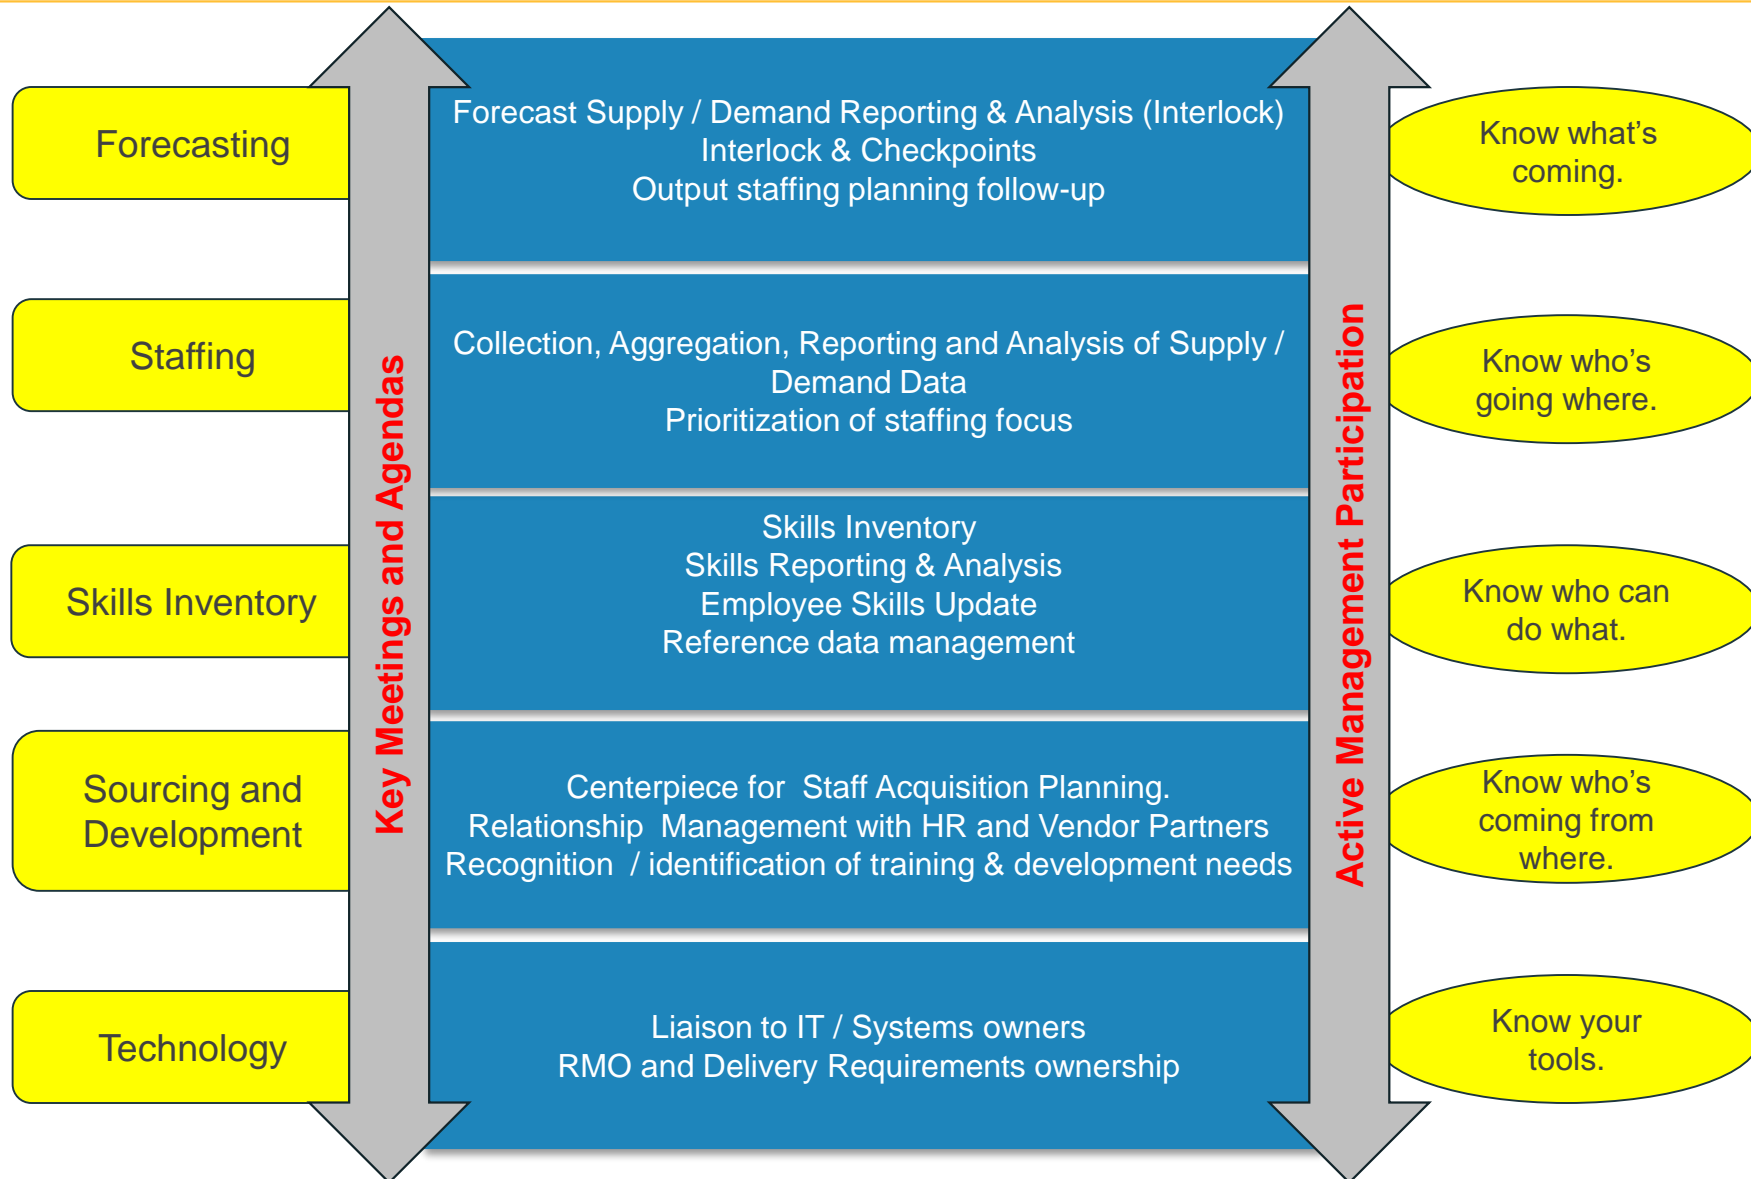 Forecasting
Forecast Supply / Demand Reporting & Analysis (Interlock)
Interlock & Checkpoints
Output staffing planning follow-up
Know what’s
coming.
Staffing
Collection, Aggregation, Reporting and Analysis of Supply /
Demand Data
Prioritization of staffing focus
Know who’s
going where.
Key Meetings and Agendas
Active Management Participation
Skills Inventory
Skills Inventory
Skills Reporting & Analysis
Employee Skills Update
Reference data management
Know who can
do what.
Sourcing and
Development
Centerpiece for  Staff Acquisition Planning.
Relationship  Management with HR and Vendor Partners
Recognition  / identification of training & development needs
Know who’s
coming from
where.
Technology
Liaison to IT / Systems owners
RMO and Delivery Requirements ownership
Know your
tools.